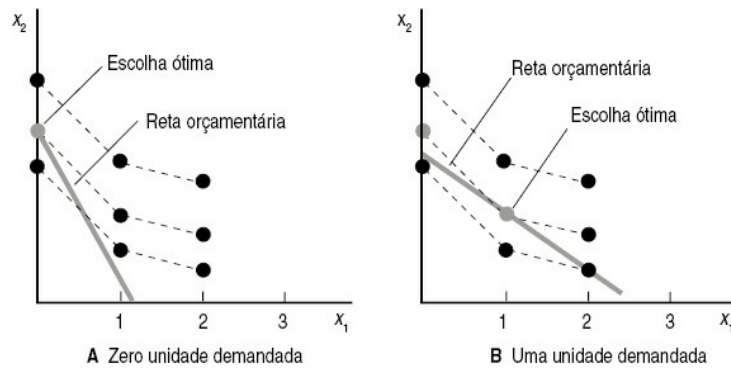 x2
Escolha ótima
Reta orçamentária
1
2
3
x1
A Zero unidade demandada
x2
Reta orçamentária
Escolha ótima
1
2
3
x1
B Uma unidade demandada